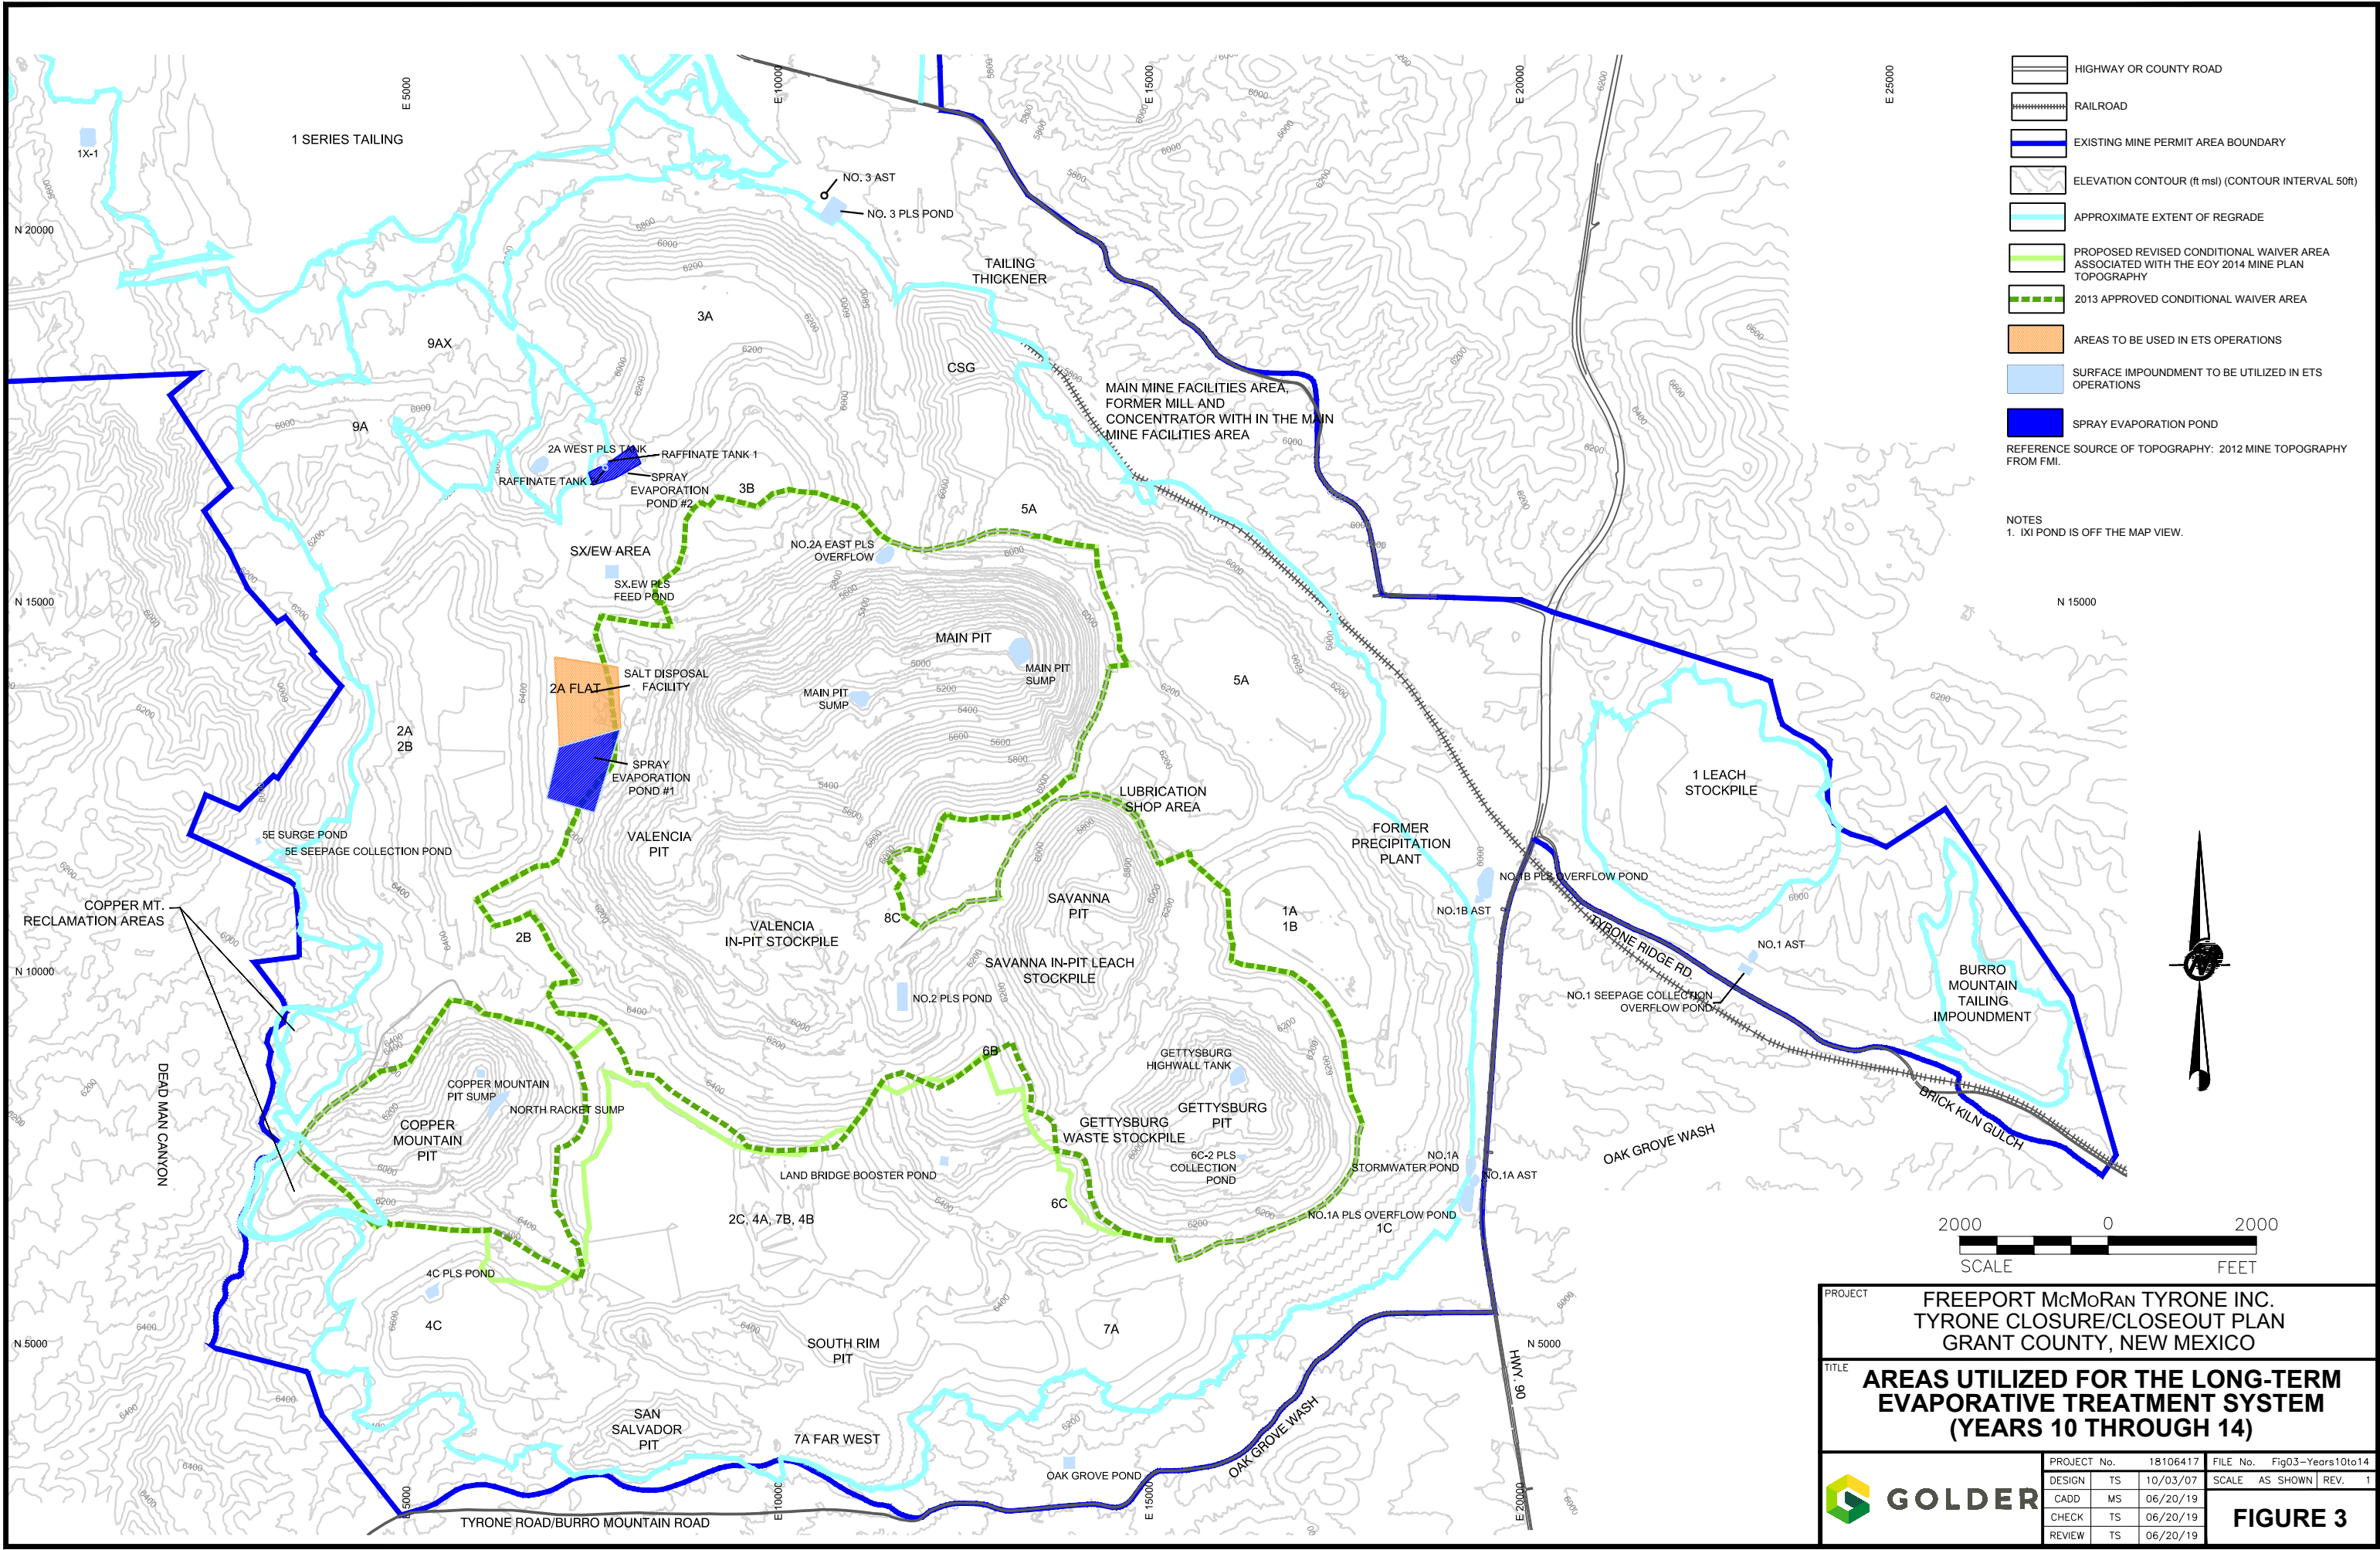 HIGHWAY OR COUNTY ROAD
RAILROAD
EXISTING MINE PERMIT AREA BOUNDARY
ELEVATION CONTOUR (ft msl) (CONTOUR INTERVAL 50ft)
APPROXIMATE EXTENT OF REGRADE
PROPOSED REVISED CONDITIONAL WAIVER AREA
ASSOCIATED WITH THE EOY 2014 MINE PLAN
TOPOGRAPHY
2013 APPROVED CONDITIONAL WAIVER AREA
AREAS TO BE USED IN ETS OPERATIONS
SURFACE IMPOUNDMENT TO BE UTILIZED IN ETS
OPERATIONS
SPRAY EVAPORATION POND
REFERENCE SOURCE OF TOPOGRAPHY: 2012 MINE TOPOGRAPHY
FROM FMI.
NOTES
1. IXI POND IS OFF THE MAP VIEW.
E 5000
E 10000
E 15000
E 20000
E 25000
1X-1
1 SERIES TAILING
NO. 3 AST
NO. 3 PLS POND
N 20000
TAILING
THICKENER
3A
9AX
CSG
9A
MAIN MINE FACILITIES AREA,
FORMER MILL AND
CONCENTRATOR WITH IN THE MAIN
MINE FACILITIES AREA
2A WEST PLS TANK
RAFFINATE TANK 1
RAFFINATE TANK 2
SPRAY
EVAPORATION
POND #2
3B
5A
SX/EW AREA
NO.2A EAST PLS
OVERFLOW
SX.EW PLS
FEED POND
N 15000
N 15000
MAIN PIT
MAIN PIT
SUMP
MAIN PIT
SUMP
5A
2A FLAT
SALT DISPOSAL
FACILITY
2A
2B
SPRAY
EVAPORATION
POND #1
1 LEACH
STOCKPILE
LUBRICATION
SHOP AREA
VALENCIA
PIT
FORMER
PRECIPITATION
PLANT
5E SURGE POND
5E SEEPAGE COLLECTION POND
NO.1B PLS OVERFLOW POND
COPPER MT.
RECLAMATION AREAS
SAVANNA
PIT
NO.1B AST
8C
1A
1B
2B
VALENCIA
IN-PIT STOCKPILE
TYRONE RIDGE RD.
NO.1 AST
SAVANNA IN-PIT LEACH
STOCKPILE
N 10000
BURRO
MOUNTAIN
TAILING
IMPOUNDMENT
NO.2 PLS POND
NO.1 SEEPAGE COLLECTION
OVERFLOW POND
6B
GETTYSBURG
HIGHWALL TANK
DEAD MAN CANYON
COPPER MOUNTAIN
PIT SUMP
NORTH RACKET SUMP
BRICK KILN GULCH
GETTYSBURG
PIT
COPPER
MOUNTAIN
PIT
GETTYSBURG
WASTE STOCKPILE
OAK GROVE WASH
6C-2 PLS
COLLECTION
POND
NO.1A
STORMWATER POND
NO.1A AST
LAND BRIDGE BOOSTER POND
2C, 4A, 7B, 4B
6C
NO.1A PLS OVERFLOW POND
1C
4C PLS POND
4C
7A
SOUTH RIM
PIT
N 5000
N 5000
HWY. 90
SAN
SALVADOR
PIT
7A FAR WEST
OAK GROVE WASH
OAK GROVE POND
E 5000
E 10000
E 15000
E 20000
TYRONE ROAD/BURRO MOUNTAIN ROAD
2000 0 2000
SCALE FEET
PROJECT
FREEPORT McMoRan TYRONE INC.
TYRONE CLOSURE/CLOSEOUT PLAN
GRANT COUNTY, NEW MEXICO
TITLE
AREAS UTILIZED FOR THE LONG-TERM
EVAPORATIVE TREATMENT SYSTEM
(YEARS 10 THROUGH 14)
GOLDER
PROJECT No. 18106417 FILE No. Fig03-Years10to14
DESIGN TS 10/03/07 SCALE AS SHOWN REV. 1
CADD MS 06/20/19
CHECK TS 06/20/19
REVIEW TS 06/20/19
FIGURE 3